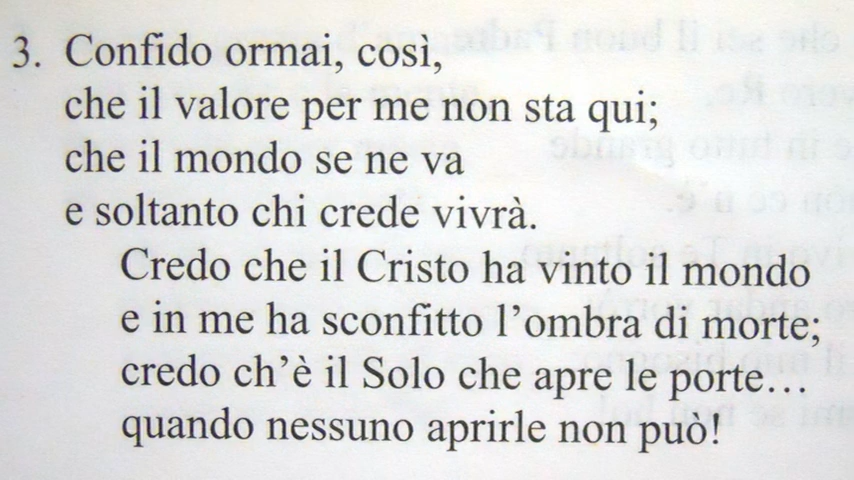 3. Confido ormai, così,
che il valore per me non sta qui;
che il mondo se ne va
e soltanto chi crede vivrà.
Credo che il Cristo ha vinto il mondo
e in me ha sconfitto l’ombra di morte;
credo ch’è il Solo che apre le porte…
quando nessuno aprirle non può!